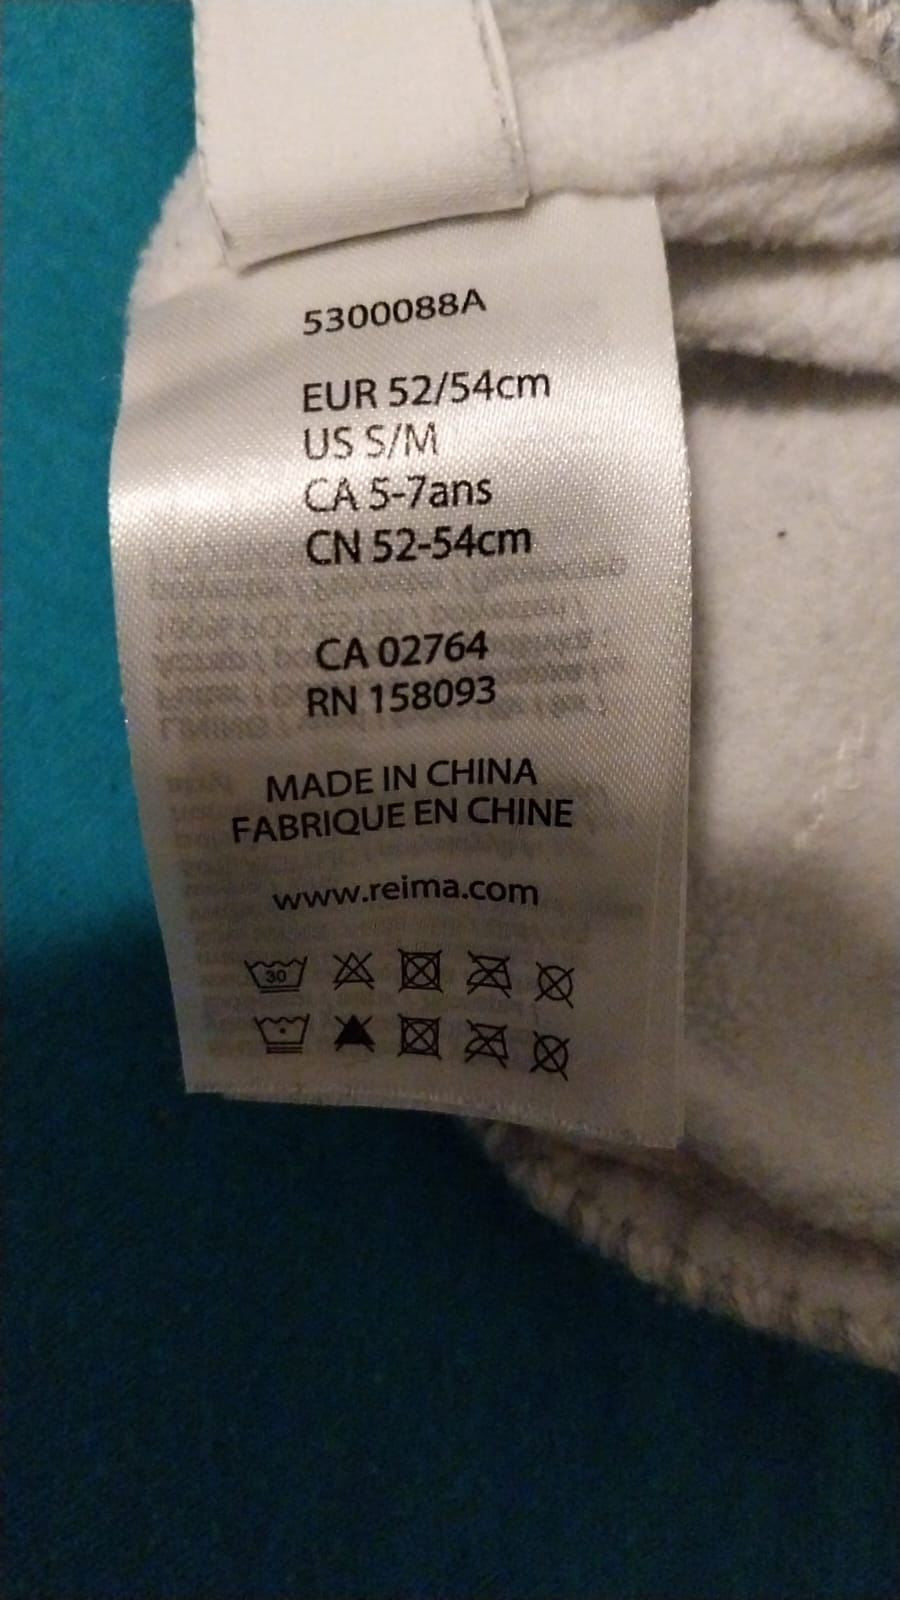 5300088A
EUR 52/54cm
US S/M
CA 5-7ans
CN 52-54cm
CA 02764
RN 158093
MADE IN CHINA
FABRIQUE EN CHINE
www.reima.com
30